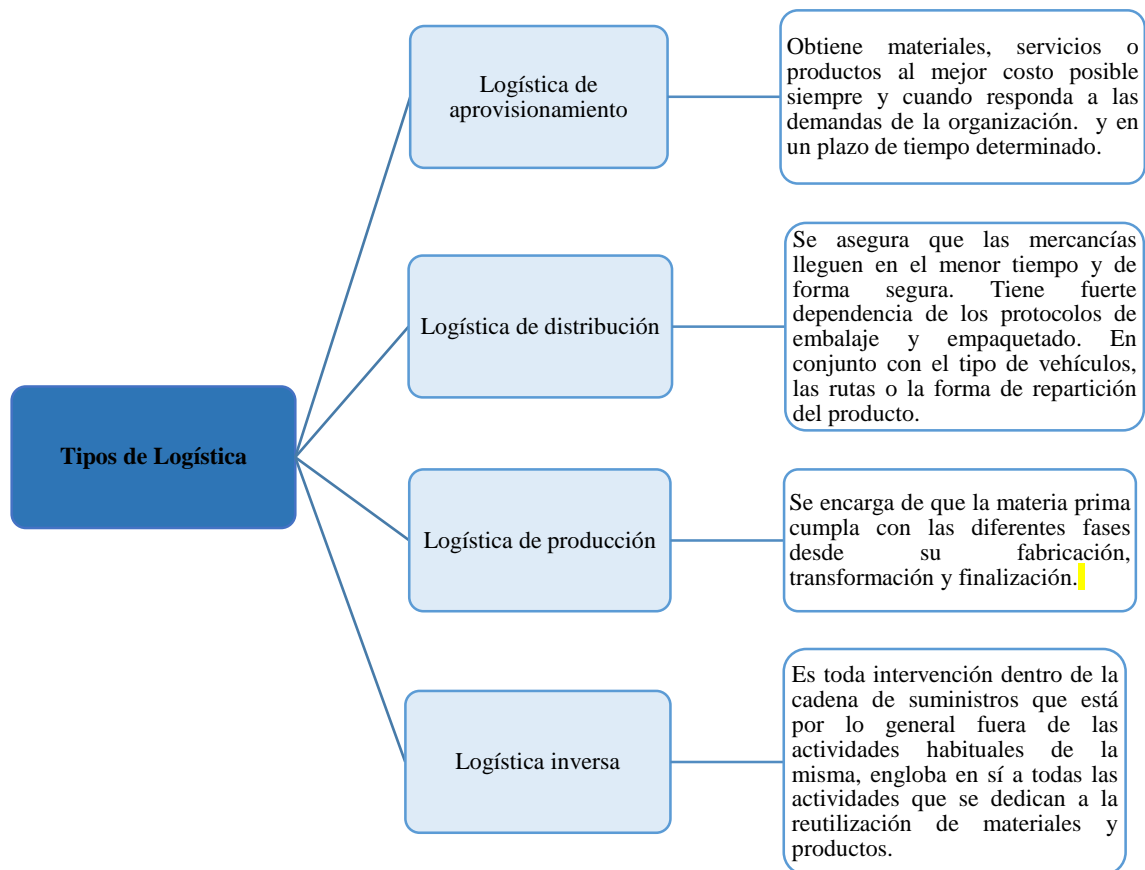 Tipos de Logística
Logística de
aprovisionamiento
Obtiene materiales, servicios o
productos al mejor costo posible
siempre y cuando responda a las
demandas de la organización. y en
un plazo de tiempo determinado.
Logística de distribución
Se asegura que las mercancías
lleguen en el menor tiempo y de
forma segura. Tiene fuerte
dependencia de los protocolos de
embalaje y empaquetado. En
conjunto con el tipo de vehículos,
las rutas o la forma de repartición
del producto.
Logística de producción
Se encarga de que la materia prima
cumpla con las diferentes fases
desde su fabricación,
transformación y finalización.
Logística inversa
Es toda intervención dentro de la
cadena de suministros que está
por lo general fuera de las
actividades habituales de la
misma, engloba en sí a todas las
actividades que se dedican a la
reutilización de materiales y
productos.